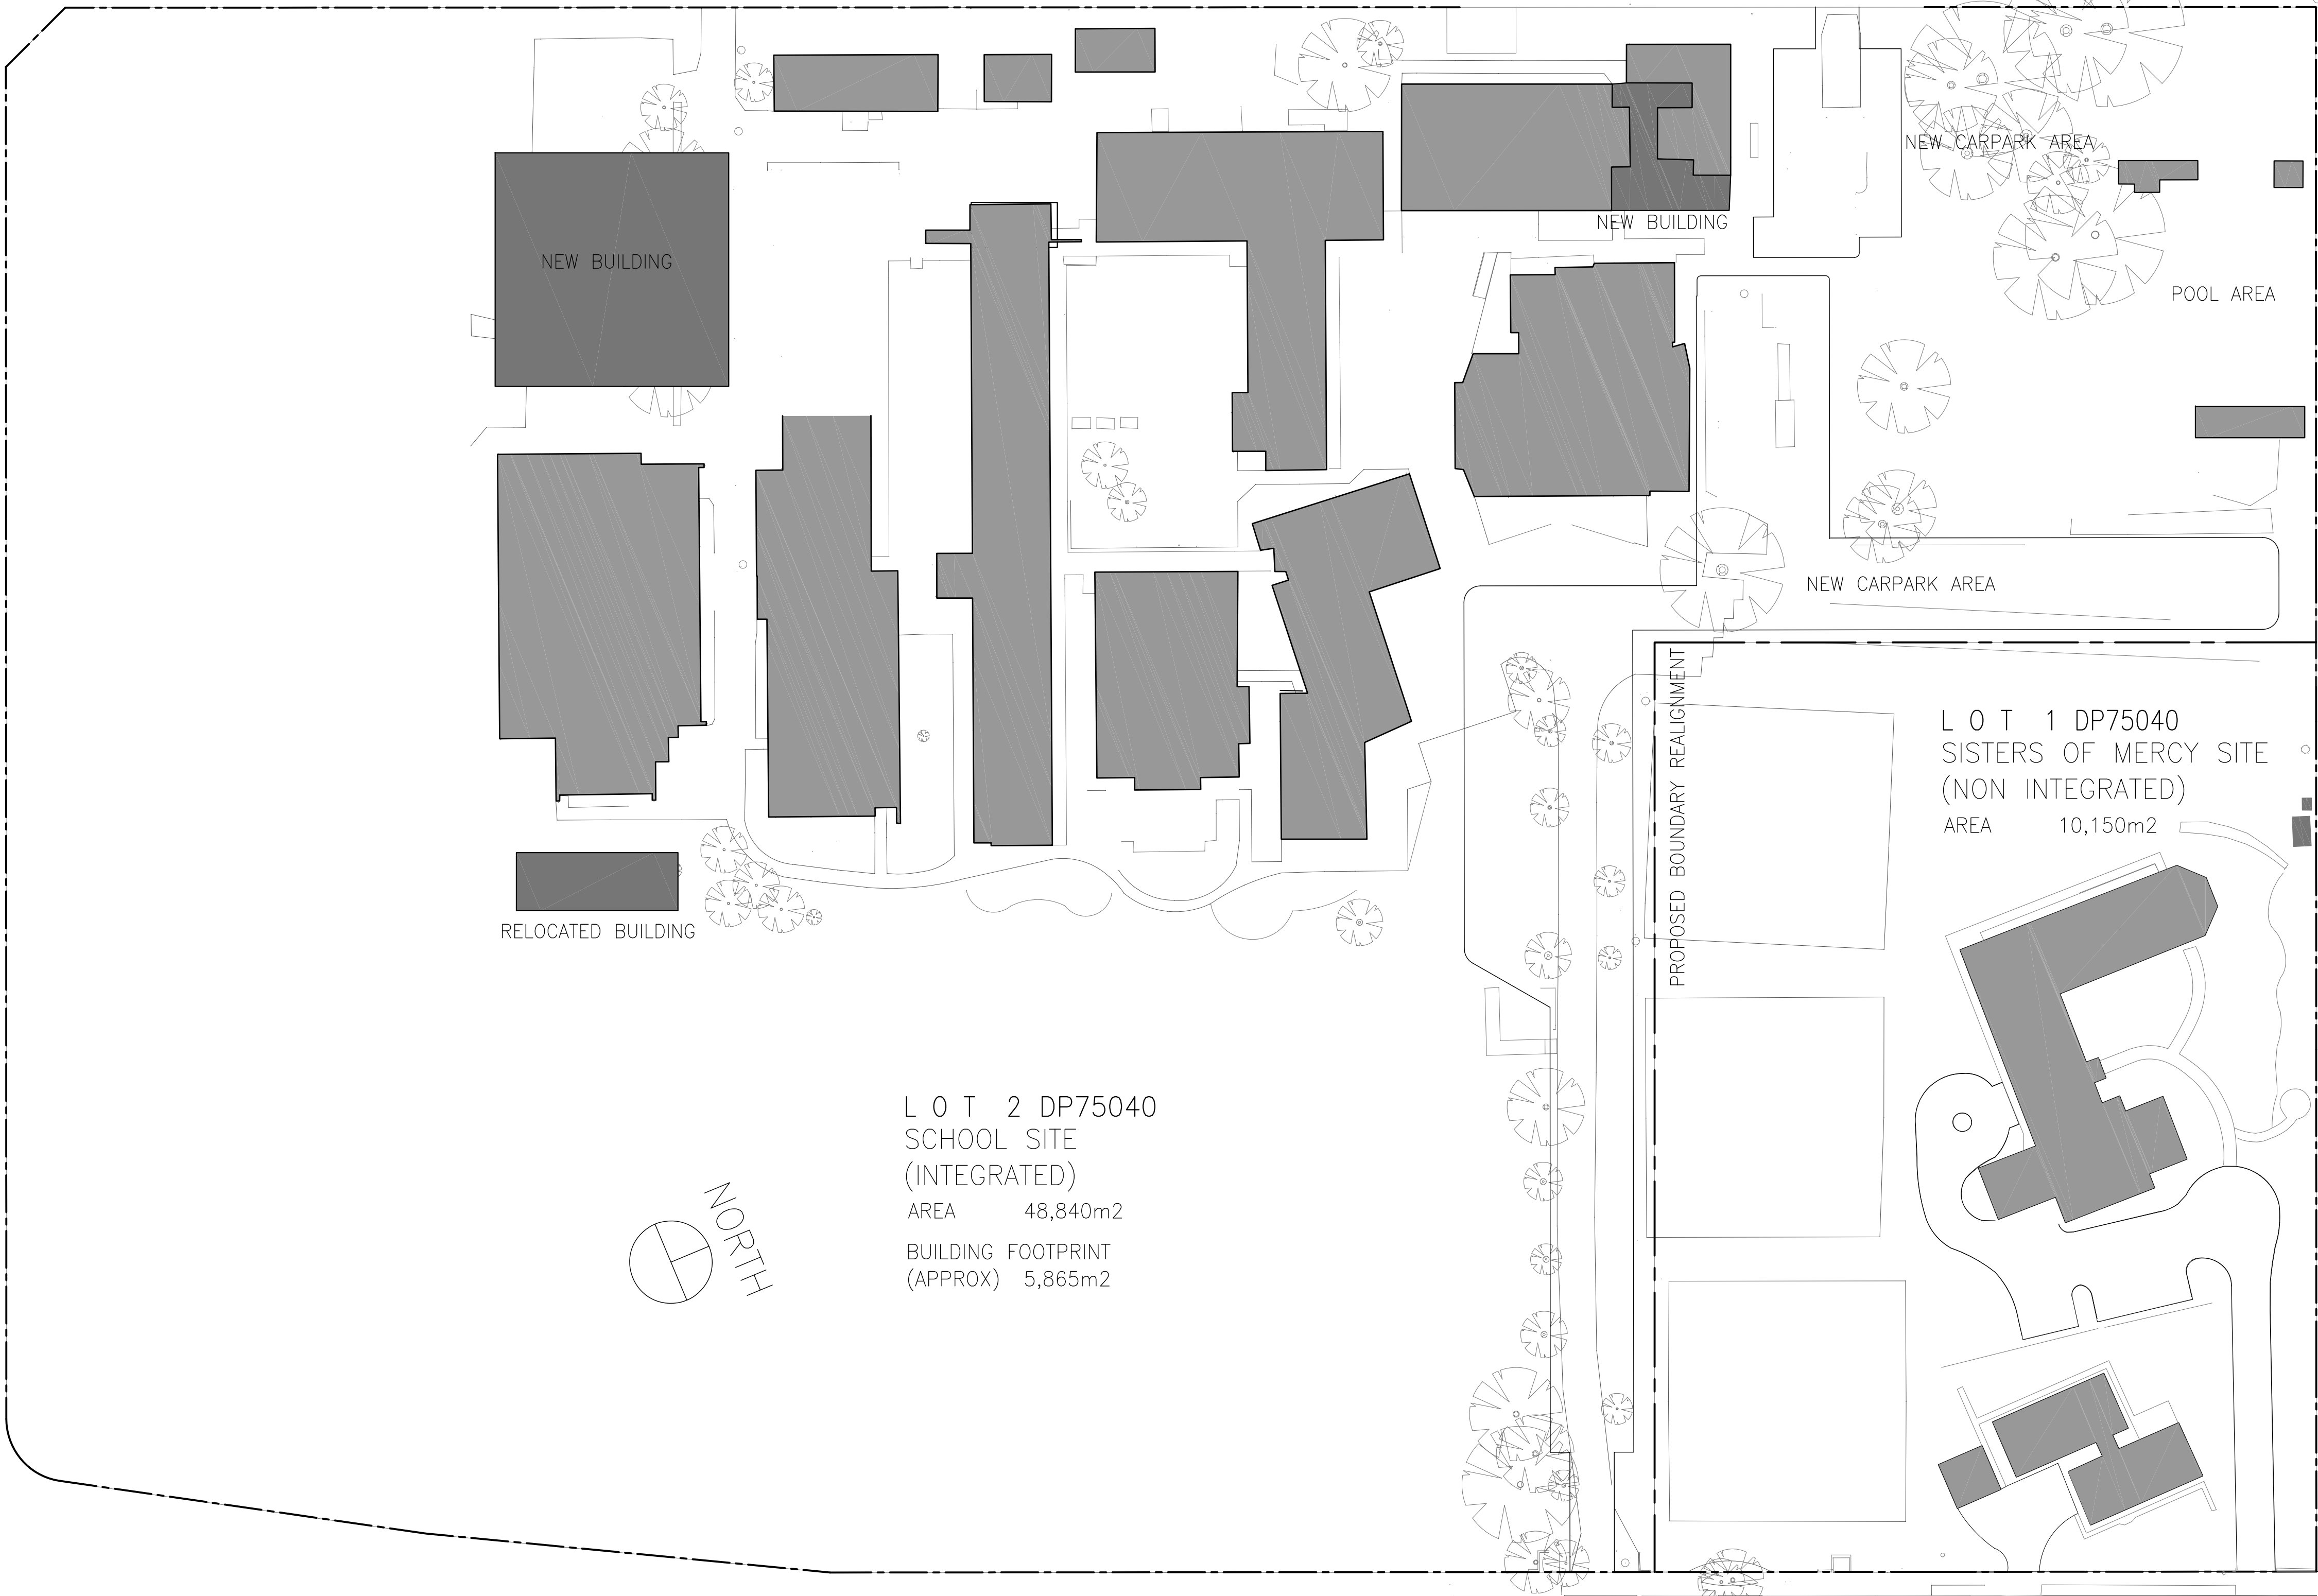 NEW CARPARK AREA
NEW BUILDING
NEW BUILDING
POOL AREA
NEW CARPARK AREA
PROPOSED BOUNDARY REALIGNMENT
L O T 1 DP75040
SISTERS OF MERCY SITE
(NON INTEGRATED)
AREA 10,150m2
RELOCATED BUILDING
L O T 2 DP75040
SCHOOL SITE
(INTEGRATED)
AREA 48,840m2
BUILDING FOOTPRINT
(APPROX) 5,865m2
NORTH